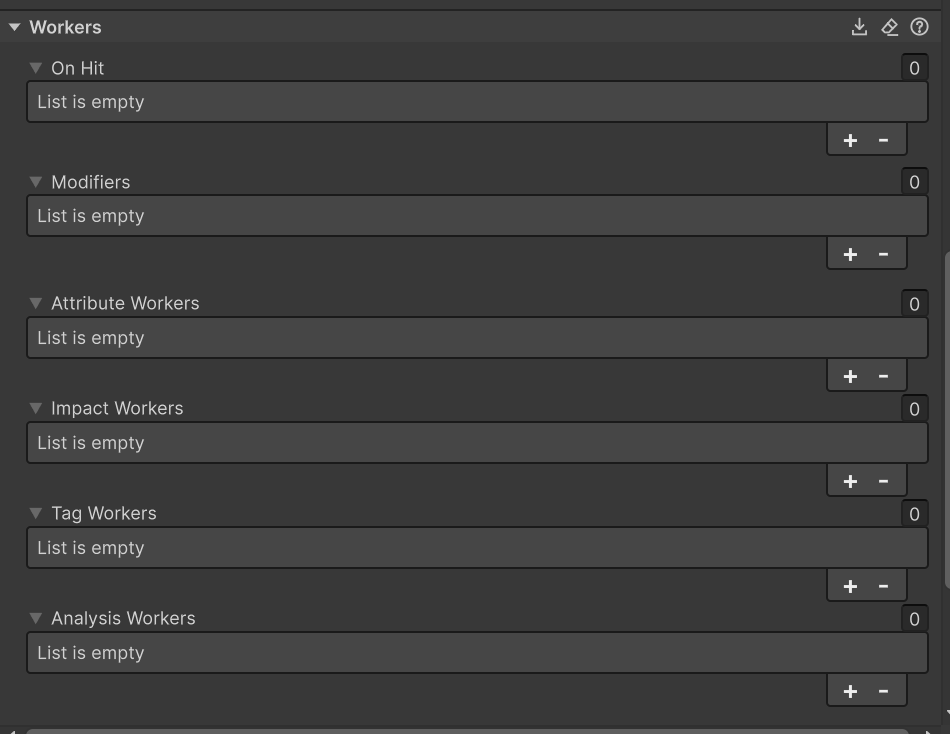 Workers
On Hit 0
List is empty
+ -
Modifiers 0
List is empty
+ -
Attribute Workers 0
List is empty
+ -
Impact Workers 0
List is empty
+ -
Tag Workers 0
List is empty
+ -
Analysis Workers 0
List is empty
+ -